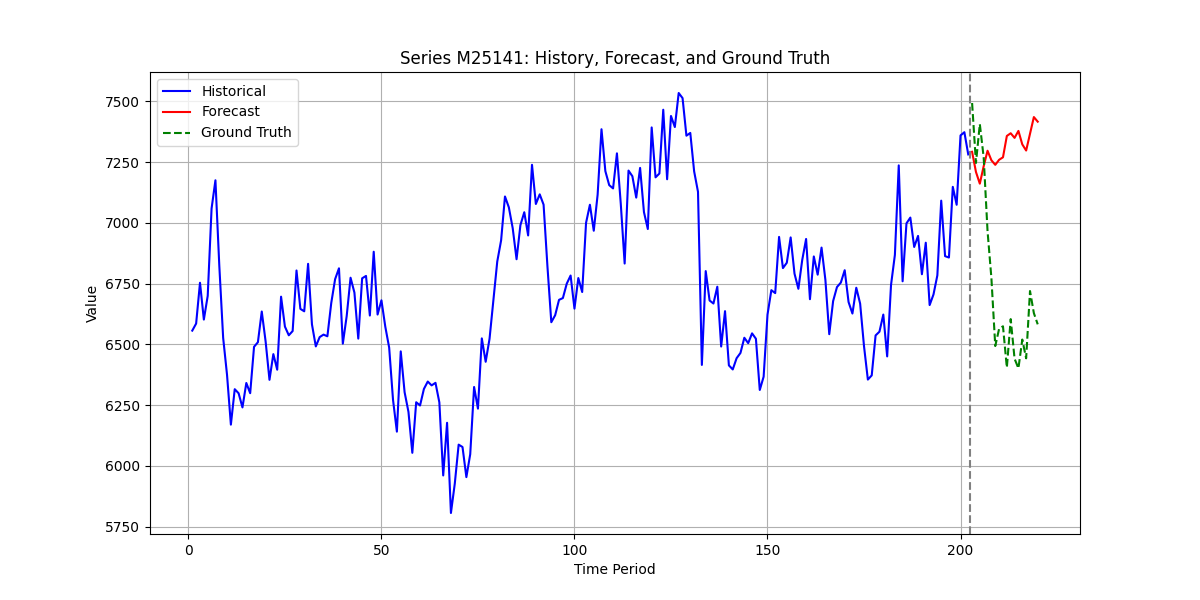 Series M25141: History, Forecast, and Ground Truth
Historical
Forecast
Ground Truth
7500
7250
7000
6750
6500
6250
6000
5750
Value
0 50 100 150 200
Time Period